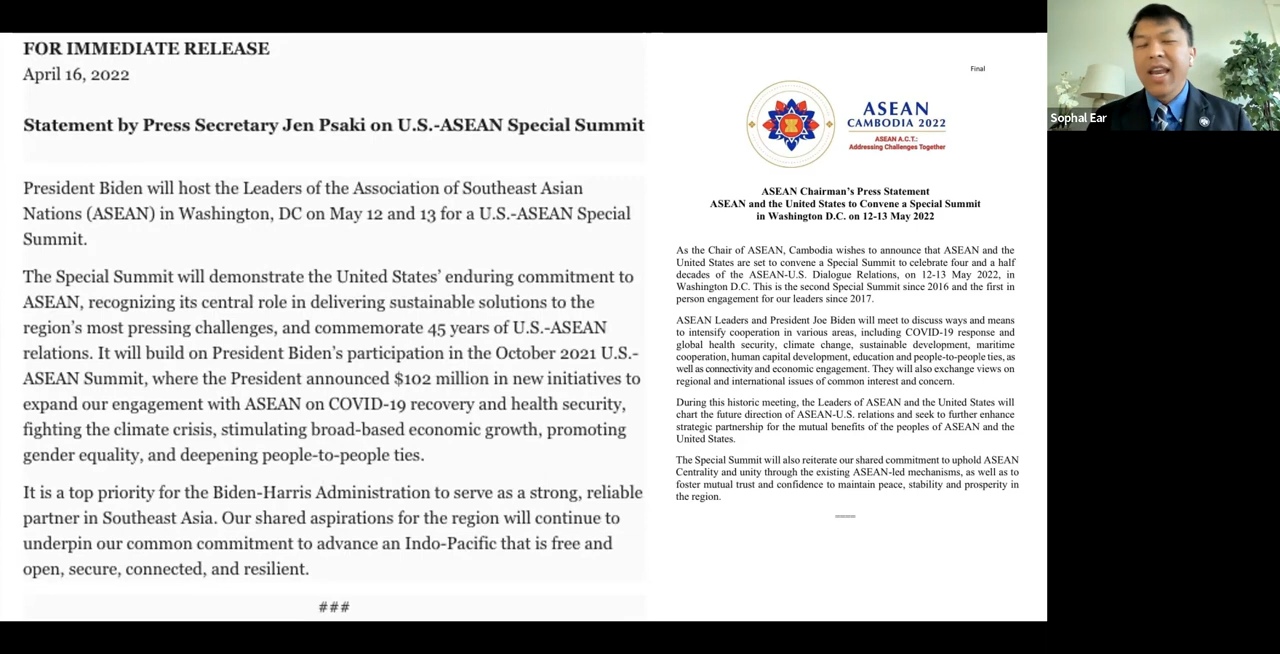 FOR IMMEDIATE RELEASE
April 16, 2022
Statement by Press Secretary Jen Psaki on U.S.-ASEAN Special Summit
President Biden will host the Leaders of the Association of Southeast Asian
Nations (ASEAN) in Washington, DC on May 12 and 13 for a U.S.-ASEAN Special
Summit.
The Special Summit will demonstrate the United States' enduring commitment to
ASEAN, recognizing its central role in delivering sustainable solutions to the
region's most pressing challenges, and commemorate 45 years of U.S.-ASEAN
relations. It will build on President Biden's participation in the October 2021 U.S.-
ASEAN Summit, where the President announced $102 million in new initiatives to
expand our engagement with ASEAN on COVID-19 recovery and health security,
fighting the climate crisis, stimulating broad-based economic growth, promoting
gender equality, and deepening people-to-people ties.
It is a top priority for the Biden-Harris Administration to serve as a strong, reliable
partner in Southeast Asia. Our shared aspirations for the region will continue to
underpin our common commitment to advance an Indo-Pacific that is free and
open, secure, connected, and resilient.
###
Final
ASEAN
CAMBODIA 2022
ASEAN A.C.T.:
Addressing Challenges Together
ASEAN Chairman's Press Statement
ASEAN and the United States to Convene a Special Summit
in Washington D.C. on 12-13 May 2022
As the Chair of ASEAN, Cambodia wishes to announce that ASEAN and the
United States are set to convene a Special Summit to celebrate four and a half
decades of the ASEAN-U.S. Dialogue Relations, on 12-13 May 2022, in
Washington D.C. This is the second Special Summit since 2016 and the first in
person engagement for our leaders since 2017.
ASEAN Leaders and President Joe Biden will meet to discuss ways and means
to intensify cooperation in various areas, including COVID-19 response and
global health security, climate change, sustainable development, maritime
cooperation, human capital development, education and people-to-people ties, as
well as connectivity and economic engagement. They will also exchange views on
regional and international issues of common interest and concern.
During this historic meeting, the Leaders of ASEAN and the United States will
chart the future direction of ASEAN-U.S. relations and seek to further enhance
strategic partnership for the mutual benefits of the peoples of ASEAN and the
United States.
The Special Summit will also reiterate our shared commitment to uphold ASEAN
Centrality and unity through the existing ASEAN-led mechanisms, as well as to
foster mutual trust and confidence to maintain peace, stability and prosperity in
the region.
Sophal Ear